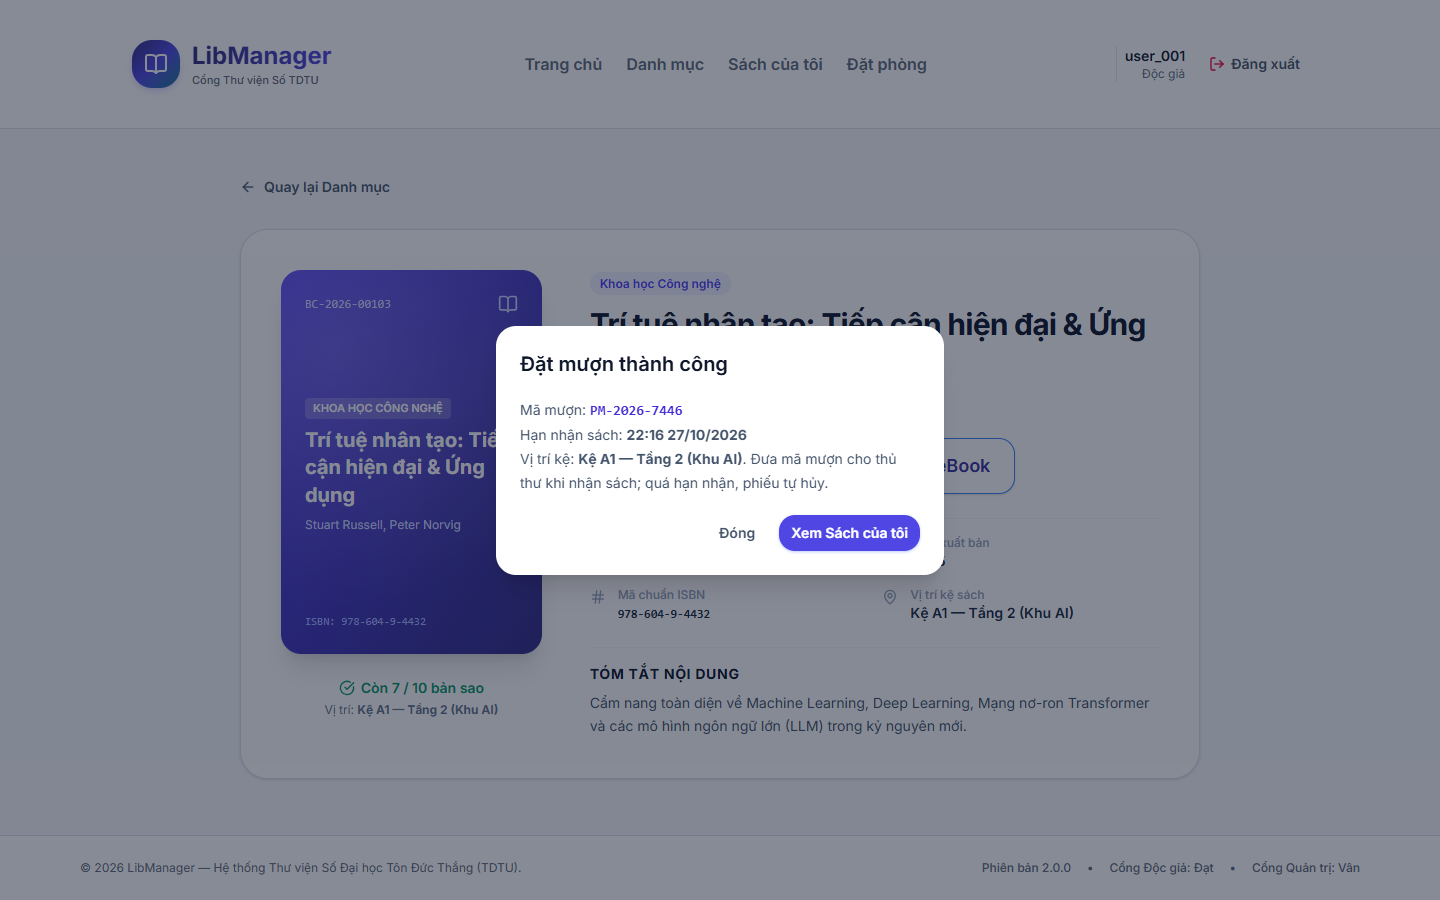 LibManager
Cổng Thư viện Số TDTU
Trang chủ
Danh mục
Sách của tôi
Đặt phòng
user_001
Độc giả
Đăng xuất
Quay lại Danh mục
BC-2026-00103
KHOA HỌC CÔNG NGHỆ
Trí tuệ nhân tạo:
cận hiện đại & Ứng
dụng
Stuart Russell, Peter Norvig
ISBN: 978-604-9-4432
Còn 7 / 10 bản sao
Vị trí: Kệ A1 — Tầng 2 (Khu AI)
Khoa học Công nghệ
Trí tuệ nhân tạo: Tiếp cận hiện đại & Ứng
eBook
Đặt mượn thành công
Mã mượn: PM-2026-7446
Hạn nhận sách: 22:16 27/10/2026
Vị trí kệ: Kệ A1 — Tầng 2 (Khu AI). Đưa mã mượn cho thủ
thư khi nhận sách; quá hạn nhận, phiếu tự hủy.
Đóng
Xem Sách của tôi
xuất bản
Mã chuẩn ISBN
978-604-9-4432
Vị trí kệ sách
Kệ A1 — Tầng 2 (Khu AI)
TÓM TẮT NỘI DUNG
Cẩm nang toàn diện về Machine Learning, Deep Learning, Mạng nơ-ron Transformer
và các mô hình ngôn ngữ lớn (LLM) trong kỷ nguyên mới.
© 2026 LibManager — Hệ thống Thư viện Số Đại học Tôn Đức Thắng (TDTU).
Phiên bản 2.0.0 • Cổng Độc giả: Đạt • Cổng Quản trị: Vân